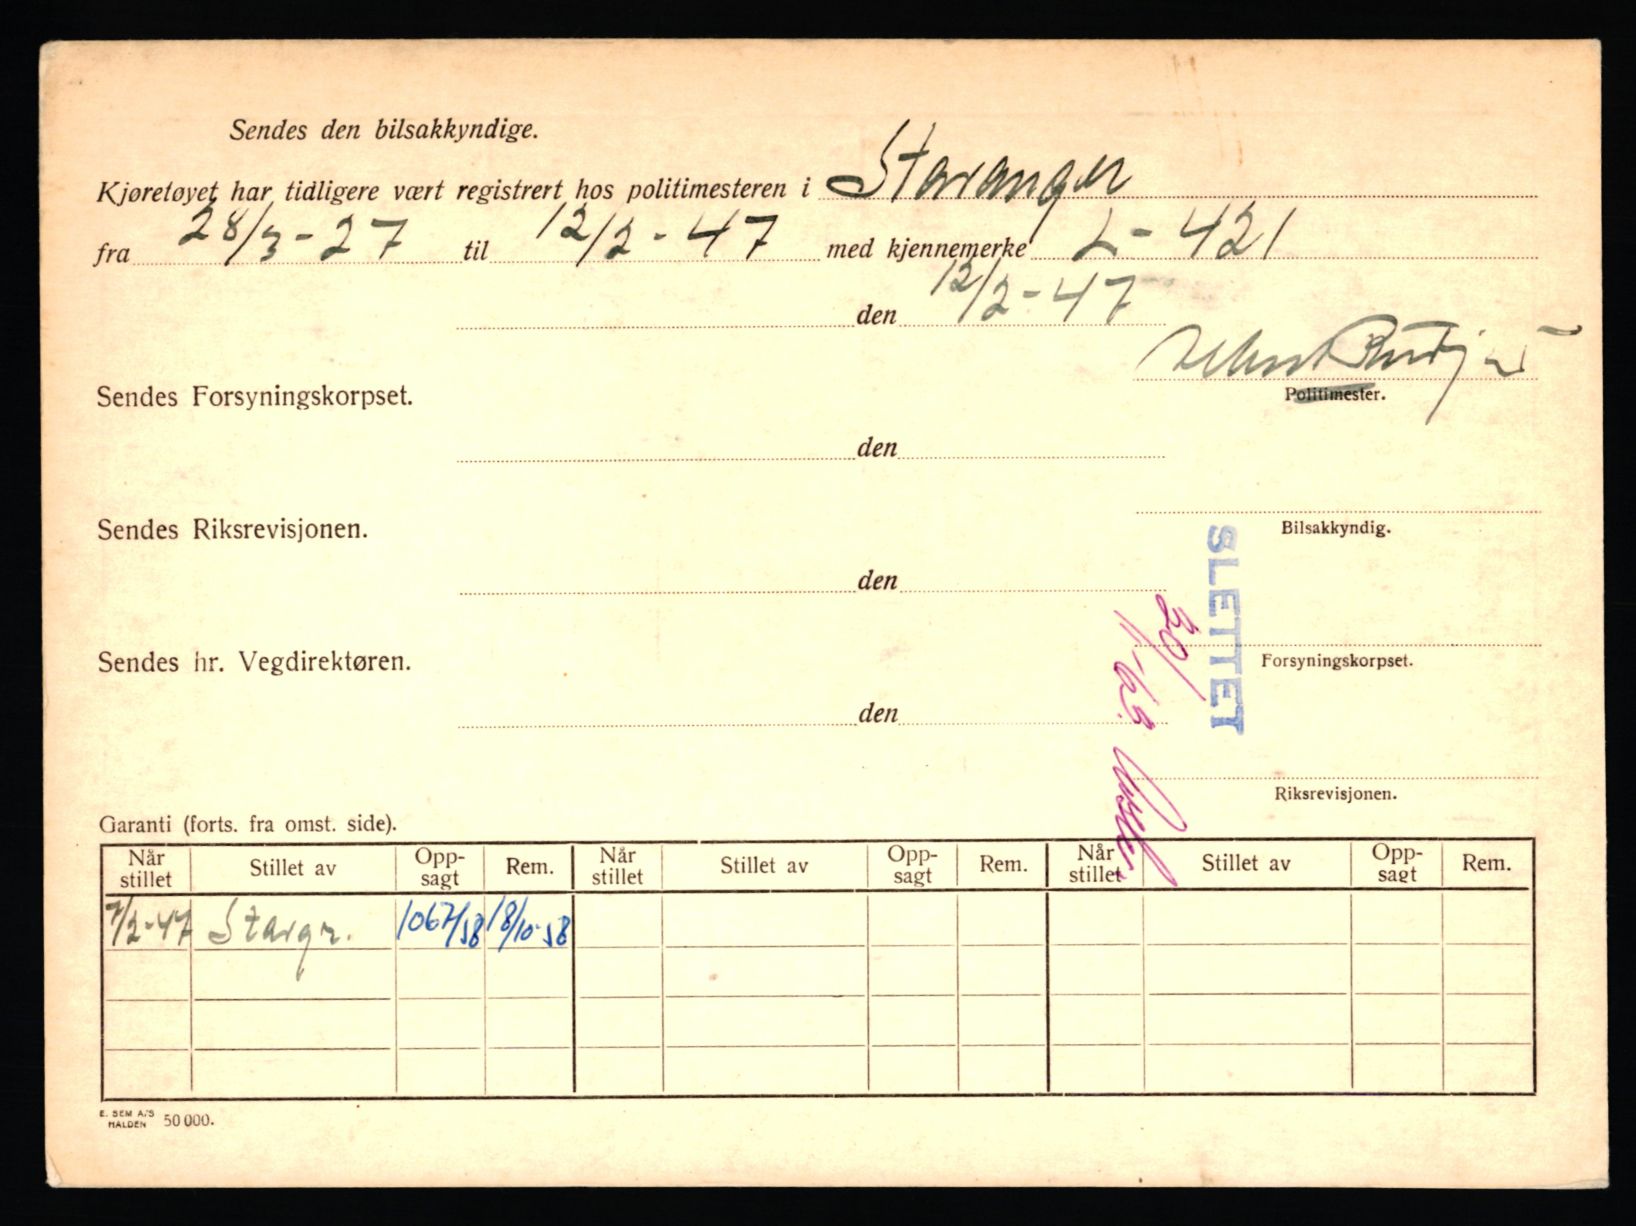 Sendes den bilsakkyndige.
Kjøretøyet har tidligere vært registrert hos politimesteren i Stavanger
fra 28/3-27 til 12/2-47 med kjennemerke L-421
den 12/2-47
Sendes Forsyningskorpset.
Politimester.
den
Sendes Riksrevisjonen.
Bilsakkyndig.
den
SLETTET
20/11-63.
Sendes hr. Vegdirektøren.
Forsyningskorpset.
den
Riksrevisjonen.
Garanti (forts. fra omst. side).
Når stillet Stillet av Opp-sagt Rem. Når stillet Stillet av Opp-sagt Rem. Når stillet Stillet av Opp-sagt Rem.
7/2-47 Stavgr. 1067/58 18/10-58
E. SEM A/S
HALDEN 50 000.